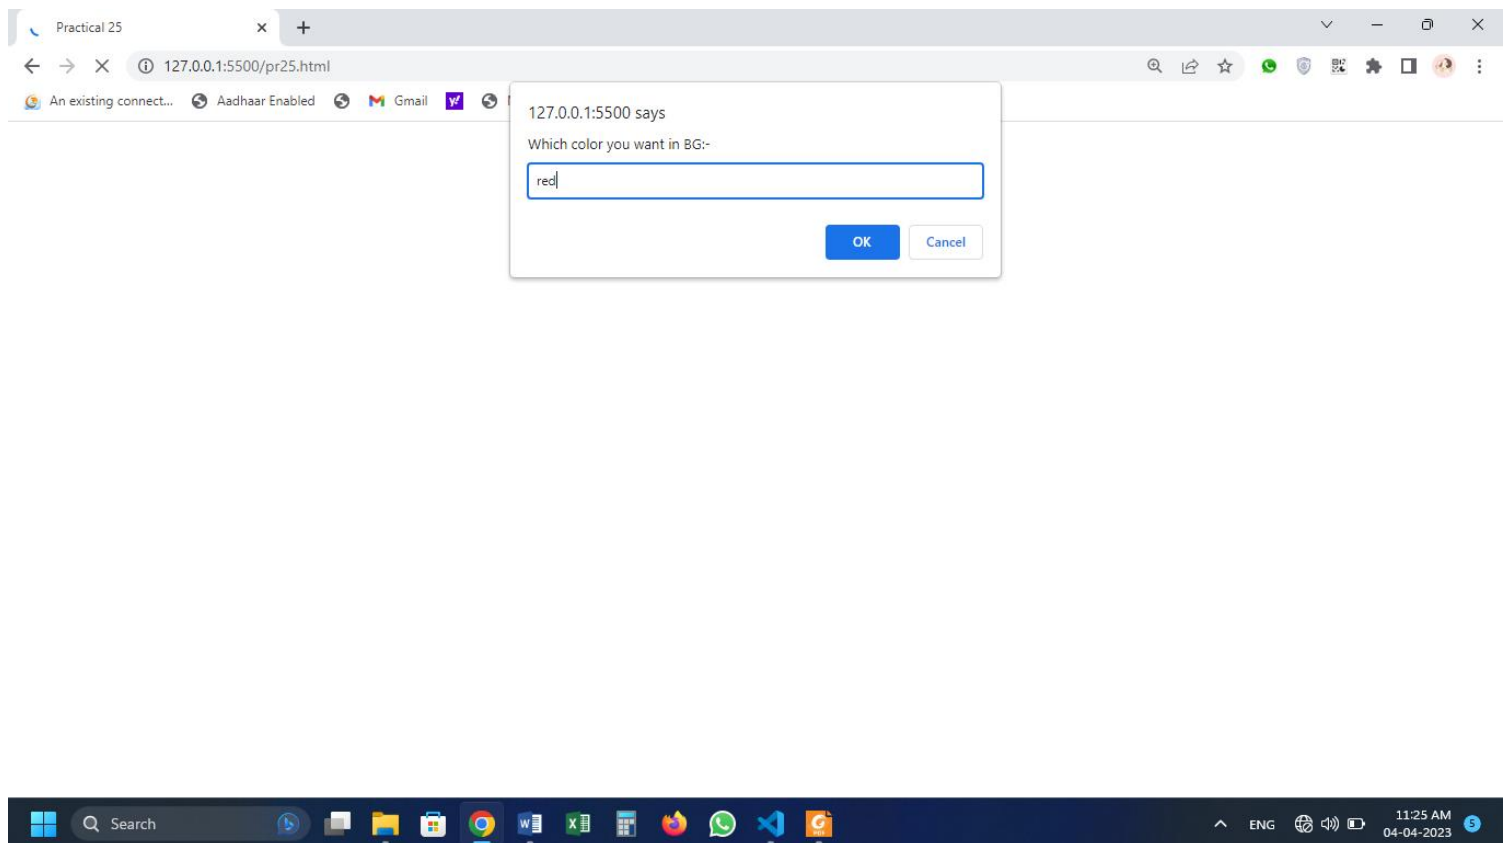 Practical 25
127.0.0.1:5500/pr25.html
An existing connect... Aadhaar Enabled Gmail
127.0.0.1:5500 says
Which color you want in BG:-
red
OK Cancel
Search
ENG
11:25 AM
04-04-2023
5